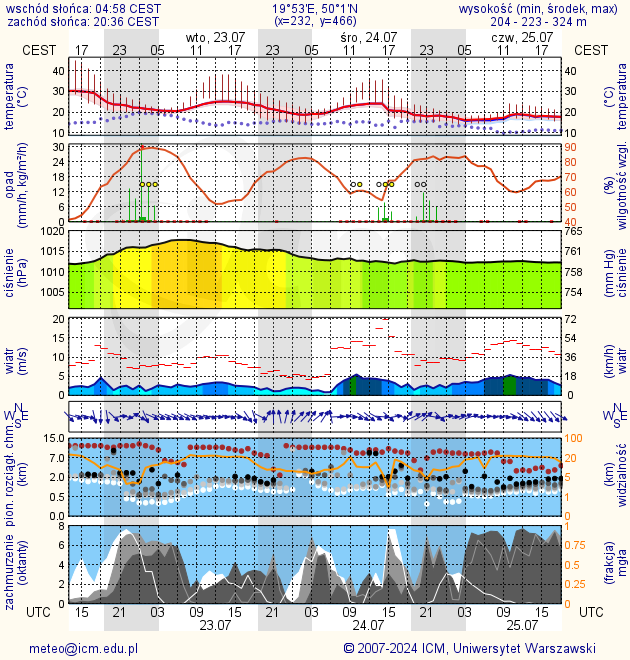 wschód słońca: 04:58 CEST 19°53'E, 50°1'N wysokość (min, środek, max)
zachód słońca: 20:36 CEST (x=232, y=466) 204 - 223 - 324 m
wto, 23.07 śro, 24.07 czw, 25.07
CEST 17 23 05 11 17 23 05 11 17 23 05 11 17 CEST
temperatura (°C) 40 30 20 10 40 30 20 10 (°C) temperatura
opad (mm/h, kg/m²/h) 30 24 18 12 6 0 90 80 70 60 50 40 (%) wilgotność wzgl.
ciśnienie (hPa) 1020 1015 1010 1005 765 761 758 754 (mm Hg) ciśnienie
wiatr (m/s) 20 15 10 5 0 72 54 36 18 0 (km/h) wiatr
N W E S N W E S
pion. rozciągł. chm. (km) 15.0 7.0 2.0 0.5 0.0 100 20 5 1 0 (km) widzialność
zachmurzenie (oktanty) 8 6 4 2 0 1 0.75 0.5 0.25 0 (frakcja) mgła
UTC 15 21 03 09 15 21 03 09 15 21 03 09 15 UTC
23.07 24.07 25.07
meteo@icm.edu.pl © 2007-2024 ICM, Uniwersytet Warszawski